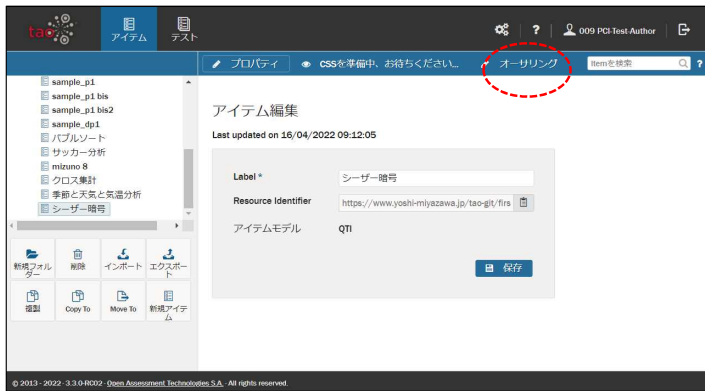 tao
アイテム
テスト
? 009 PCI-Test-Author
プロパティ CSSを準備中、お待ちください... オーサリング Itemを検索 ?
sample_p1
sample_p1 bis
sample_p1 bis2
sample_dp1
バブルソート
サッカー分析
mizuno 8
クロス集計
季節と天気と気温分析
シーザー暗号
新規フォルダー
削除
インポート
エクスポート
複製
Copy To
Move To
新規アイテム
アイテム編集
Last updated on 16/04/2022 09:12:05
Label * シーザー暗号
Resource Identifier https://www.yoshi-miyazawa.jp/tao-git/firs
アイテムモデル QTI
保存
© 2013 - 2022 · 3.3.0-RC02 · Open Assessment Technologies S.A. · All rights reserved.